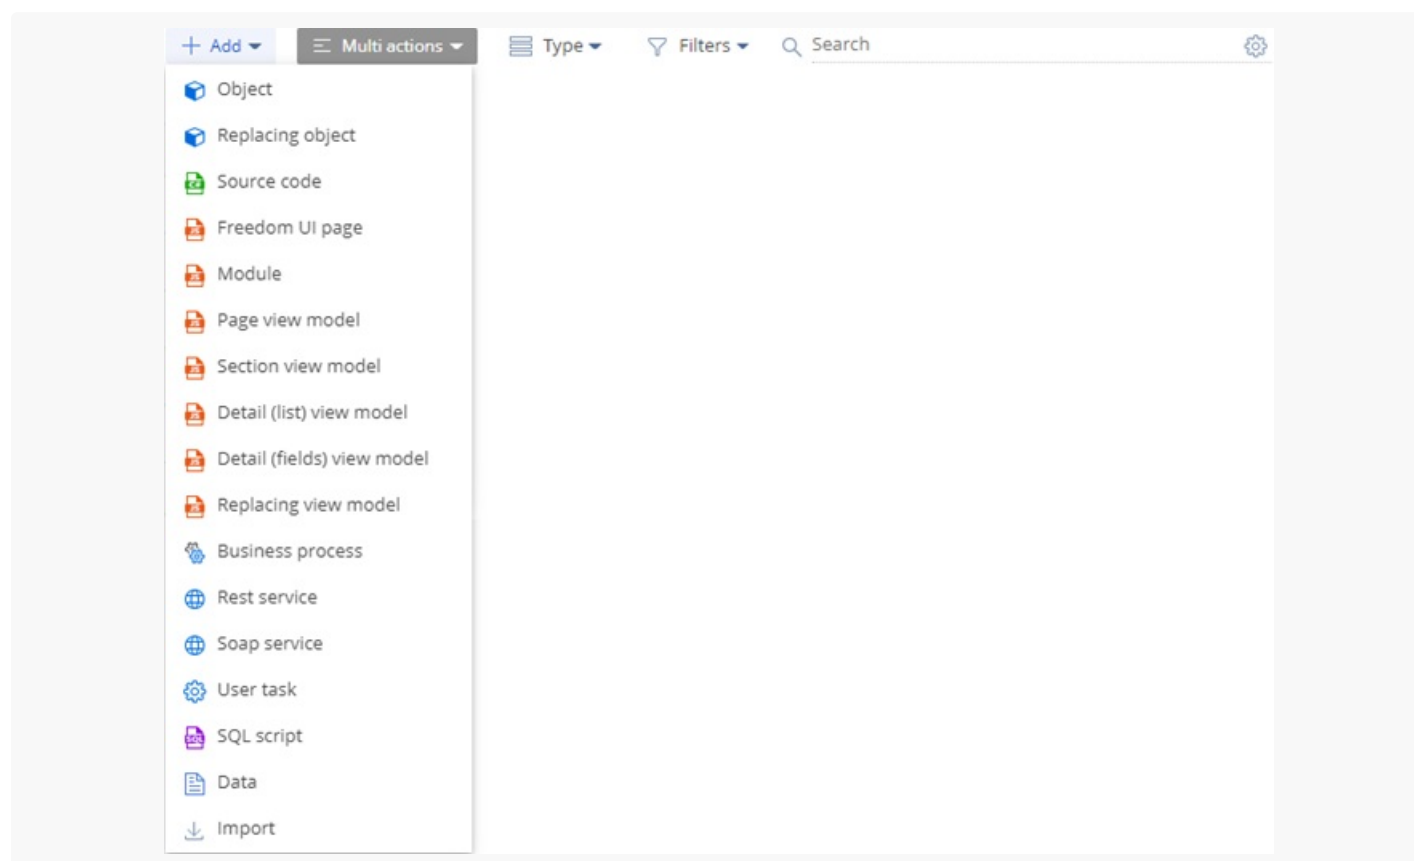 Add Multi actions Type Filters Search
Object
Replacing object
Source code
Freedom UI page
Module
Page view model
Section view model
Detail (list) view model
Detail (fields) view model
Replacing view model
Business process
Rest service
Soap service
User task
SQL script
Data
Import